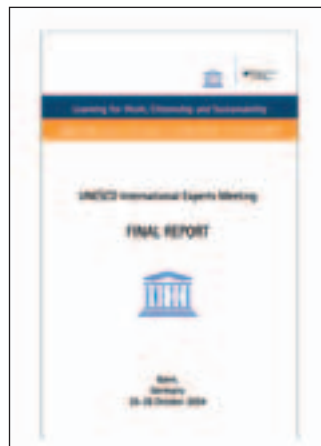 Learning for Work, Citizenship and Sustainability
UNESCO International Experts Meeting
FINAL REPORT
Bonn,
Germany
25-28 October 2004